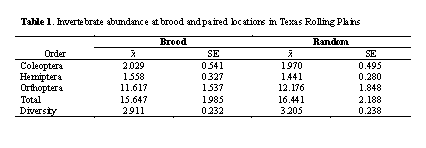 Table 1. Invertebrate abundance at brood and paired locations in Texas Rolling Plains
Brood Random
Order x̄ SE x̄ SE
Coleoptera 2.029 0.541 1.970 0.495
Hemiptera 1.558 0.327 1.441 0.280
Orthoptera 11.617 1.537 12.176 1.848
Total 15.647 1.985 16.441 2.188
Diversity 2.911 0.232 3.205 0.238